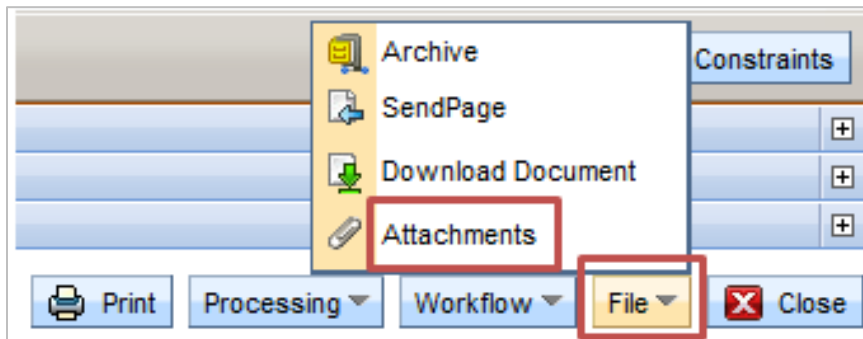 Archive
Constraints
SendPage
Download Document
Attachments
Print Processing Workflow File Close